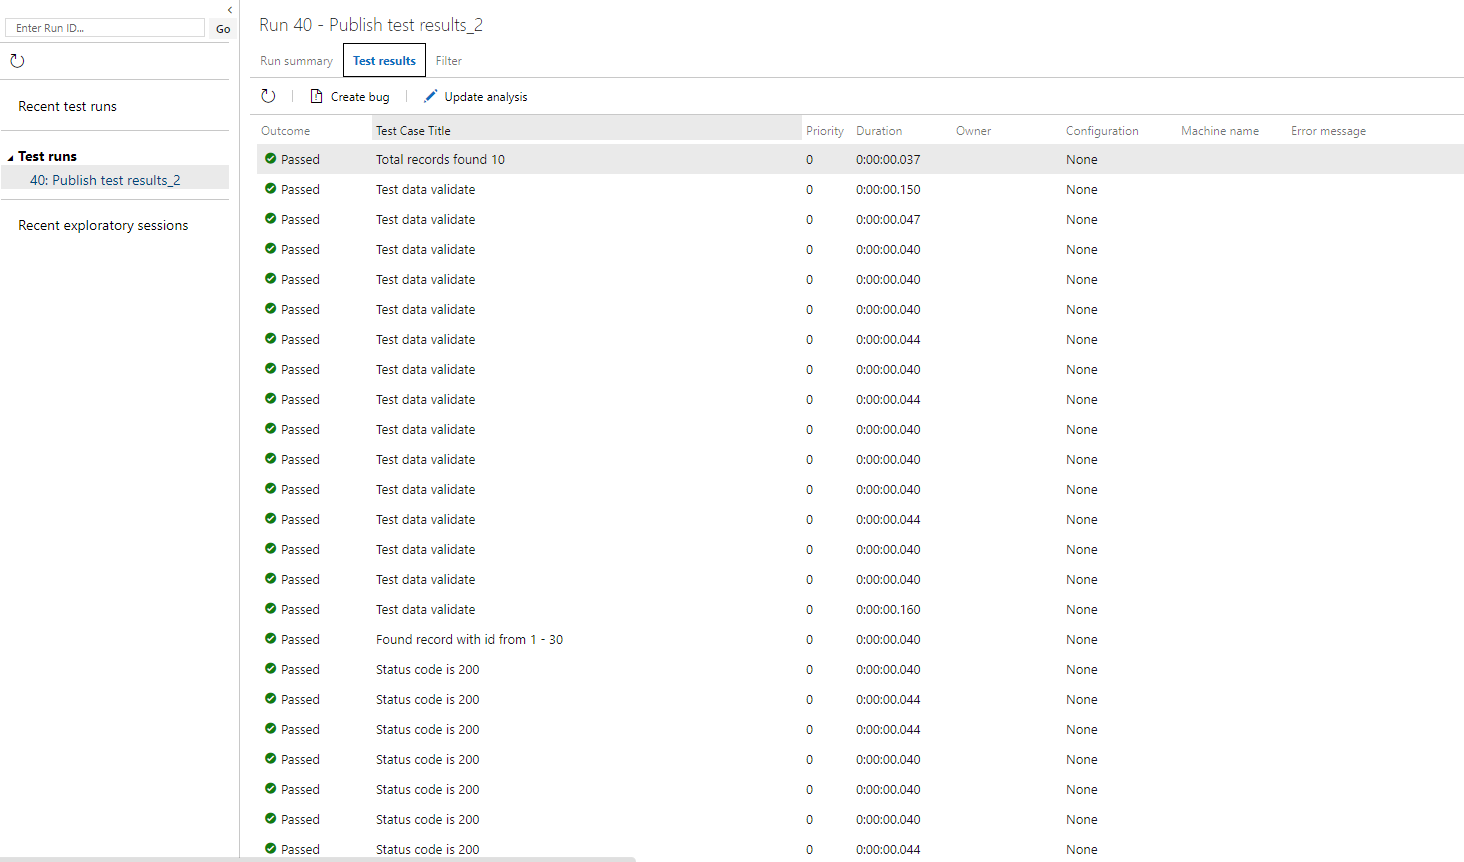 Enter Run ID...
Go
Recent test runs
Test runs
40: Publish test results_2
Recent exploratory sessions
Run 40 - Publish test results_2
Run summary Test results Filter
Create bug Update analysis
Outcome Test Case Title Priority Duration Owner Configuration Machine name Error message
Passed Total records found 10 0 0:00:00.037 None
Passed Test data validate 0 0:00:00.150 None
Passed Test data validate 0 0:00:00.047 None
Passed Test data validate 0 0:00:00.040 None
Passed Test data validate 0 0:00:00.040 None
Passed Test data validate 0 0:00:00.040 None
Passed Test data validate 0 0:00:00.044 None
Passed Test data validate 0 0:00:00.040 None
Passed Test data validate 0 0:00:00.044 None
Passed Test data validate 0 0:00:00.040 None
Passed Test data validate 0 0:00:00.040 None
Passed Test data validate 0 0:00:00.040 None
Passed Test data validate 0 0:00:00.044 None
Passed Test data validate 0 0:00:00.040 None
Passed Test data validate 0 0:00:00.040 None
Passed Test data validate 0 0:00:00.160 None
Passed Found record with id from 1 - 30 0 0:00:00.040 None
Passed Status code is 200 0 0:00:00.040 None
Passed Status code is 200 0 0:00:00.044 None
Passed Status code is 200 0 0:00:00.044 None
Passed Status code is 200 0 0:00:00.040 None
Passed Status code is 200 0 0:00:00.040 None
Passed Status code is 200 0 0:00:00.040 None
Passed Status code is 200 0 0:00:00.044 None